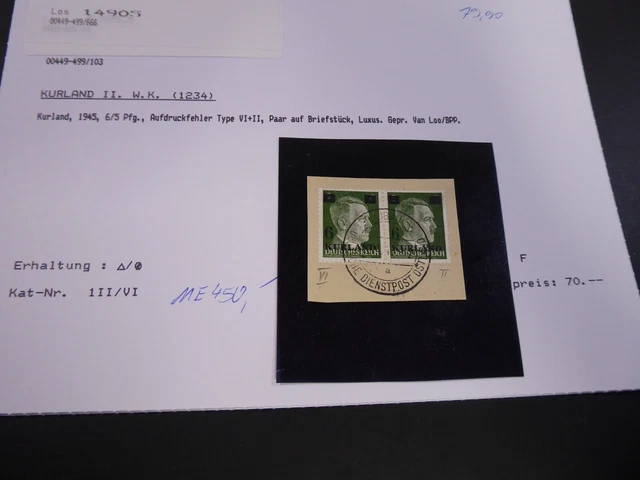 Los 14905
00449-499/666
79,90
00449-499/103
KURLAND II. W.K. (1234)
Kurland, 1945, 6/5 Pfg., Aufdruckfehler Type VI+II, Paar auf Briefstück, Luxus. Gepr. Van Loo/BPP.
6 6
KURLAND KURLAND
DEUTSCHES REICH DEUTSCHES REICH
DIENSTPOST OST
a
VI II
Erhaltung : △/∅
F
Kat-Nr. 1II/VI
ME 450,
preis: 70.--